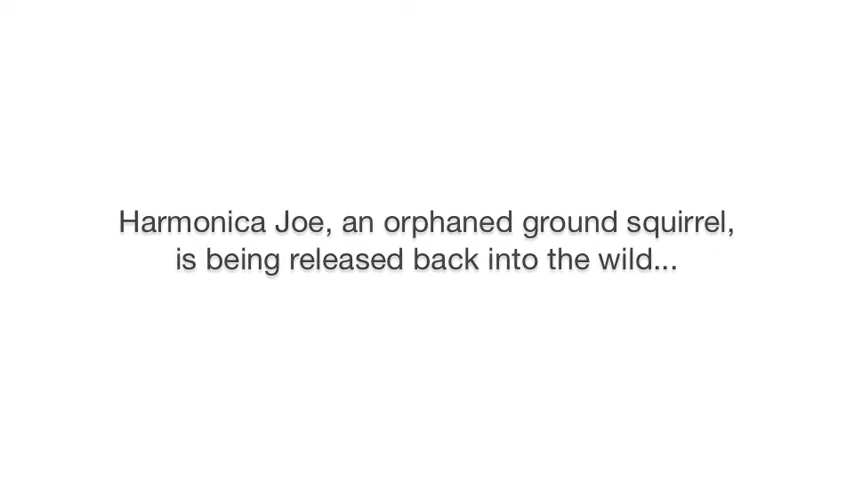 Harmonica Joe, an orphaned ground squirrel,
is being released back into the wild...